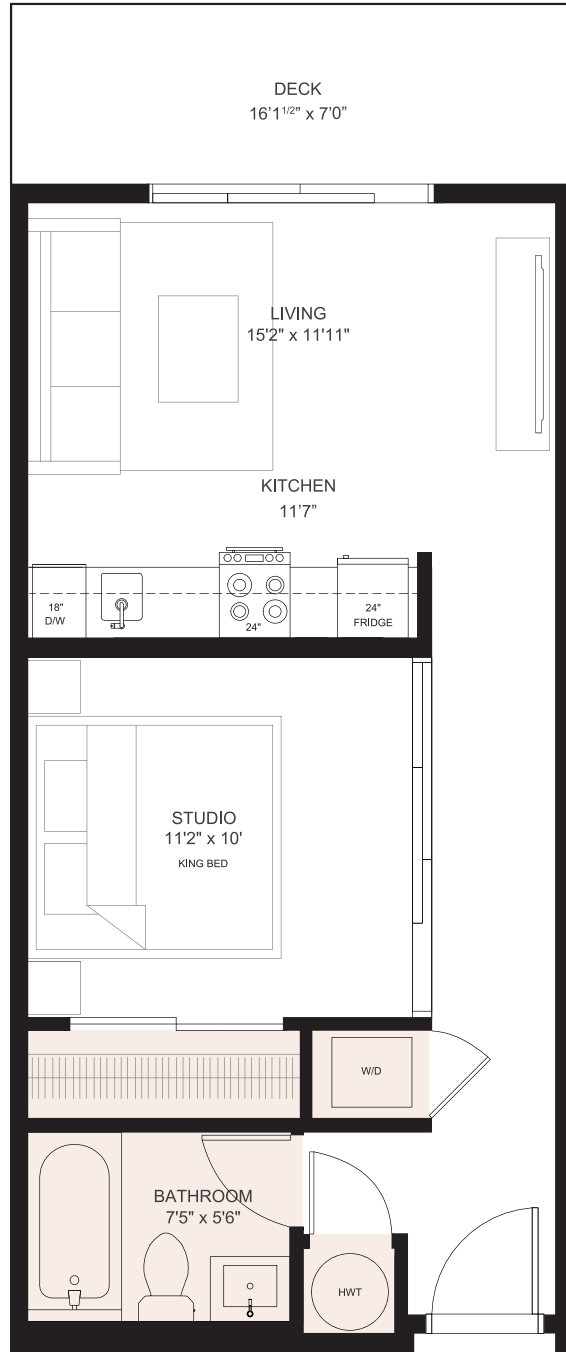 DECK
16'1 1/2" x 7'0"
LIVING
15'2" x 11'11"
KITCHEN
11'7"
18"
D/W
24"
24"
FRIDGE
STUDIO
11'2" x 10'
KING BED
W/D
BATHROOM
7'5" x 5'6"
HWT